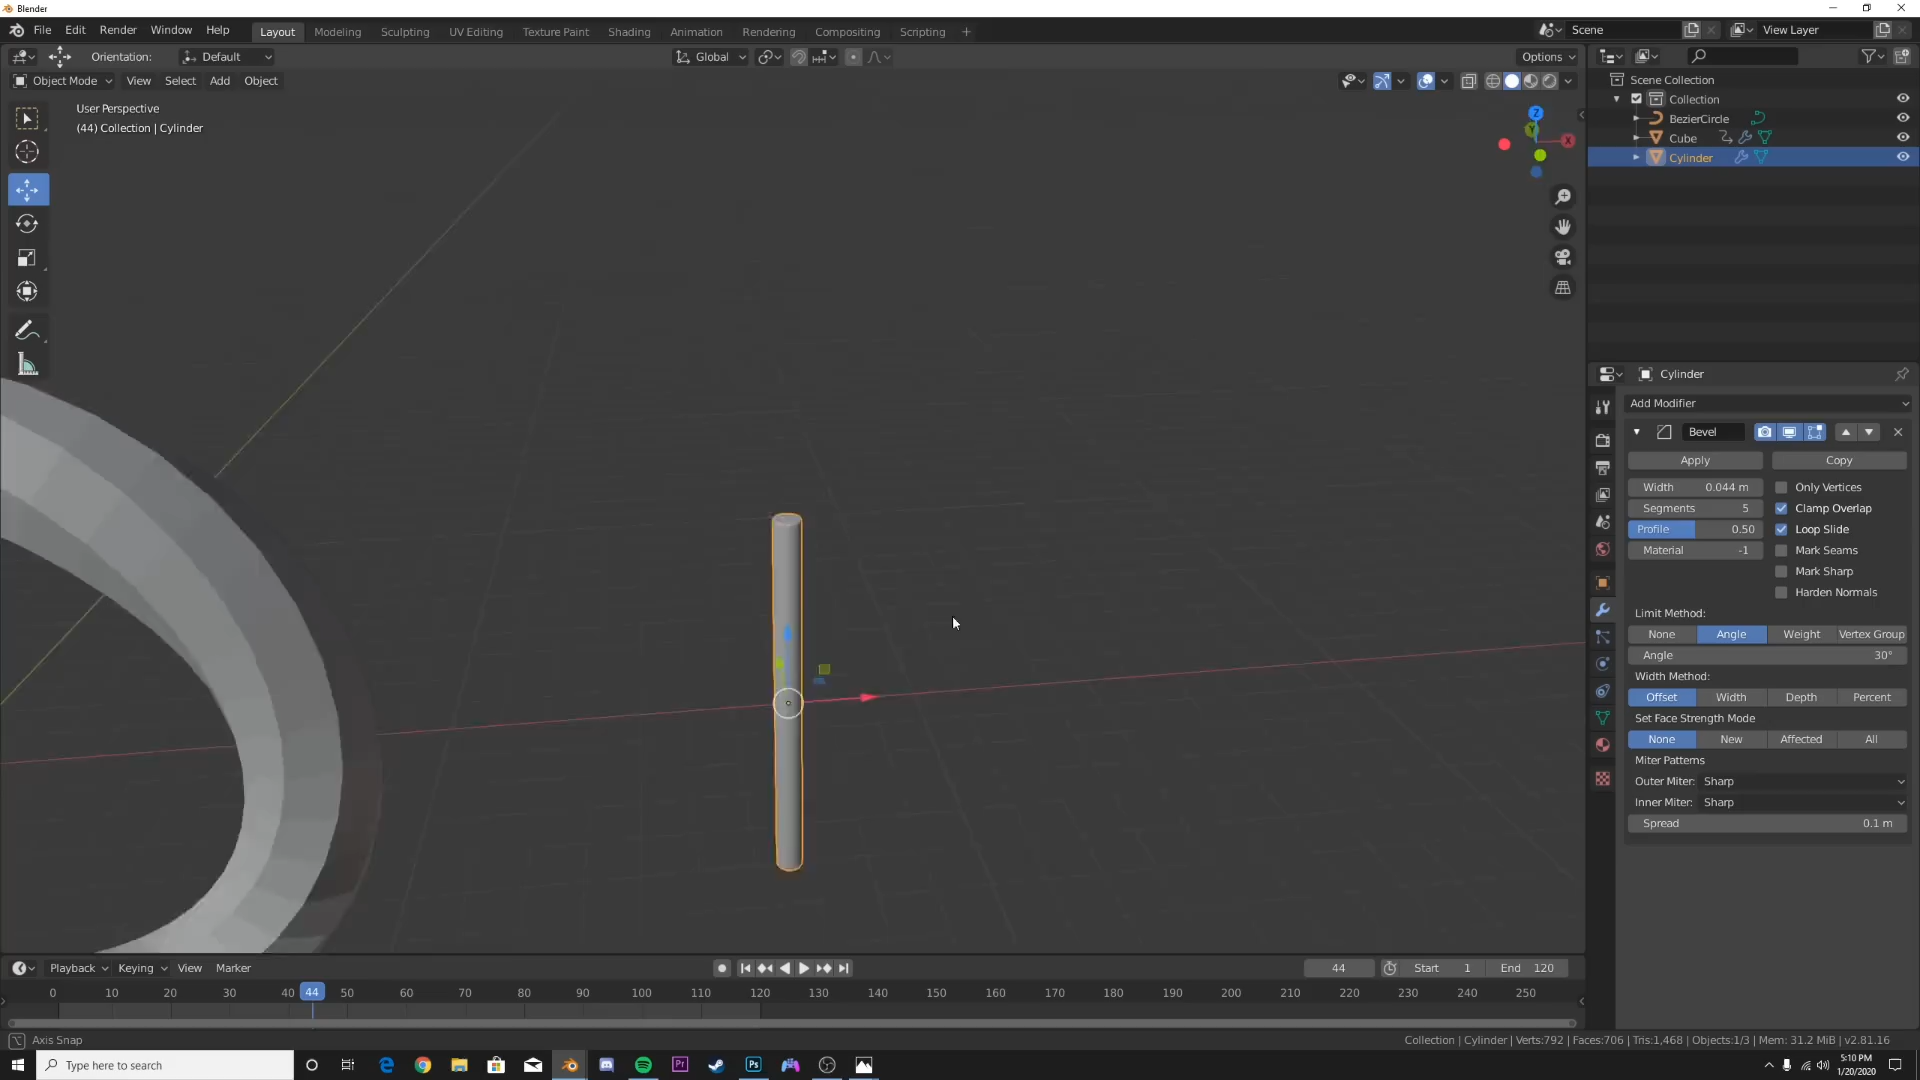 Blender
File Edit Render Window Help Layout Modeling Sculpting UV Editing Texture Paint Shading Animation Rendering Compositing Scripting + Scene View Layer
Orientation: Default Global Options
Object Mode View Select Add Object
User Perspective
(44) Collection | Cylinder
Z
Y
X
Scene Collection
Collection
BezierCircle
Cube
Cylinder
Cylinder
Add Modifier
Bevel
Apply Copy
Width 0.044 m Only Vertices
Segments 5 Clamp Overlap
Profile 0.50 Loop Slide
Material -1 Mark Seams
Mark Sharp
Harden Normals
Limit Method:
None Angle Weight Vertex Group
Angle 30°
Width Method:
Offset Width Depth Percent
Set Face Strength Mode
None New Affected All
Miter Patterns
Outer Miter: Sharp
Inner Miter: Sharp
Spread 0.1 m
Playback Keying View Marker 44 Start 1 End 120
0 10 20 30 40 44 50 60 70 80 90 100 110 120 130 140 150 160 170 180 190 200 210 220 230 240 250
Axis Snap Collection | Cylinder | Verts:792 | Faces:706 | Tris:1,468 | Objects:1/3 | Mem: 31.2 MiB | v2.81.16
Type here to search Pr Ps 5:10 PM
1/20/2020